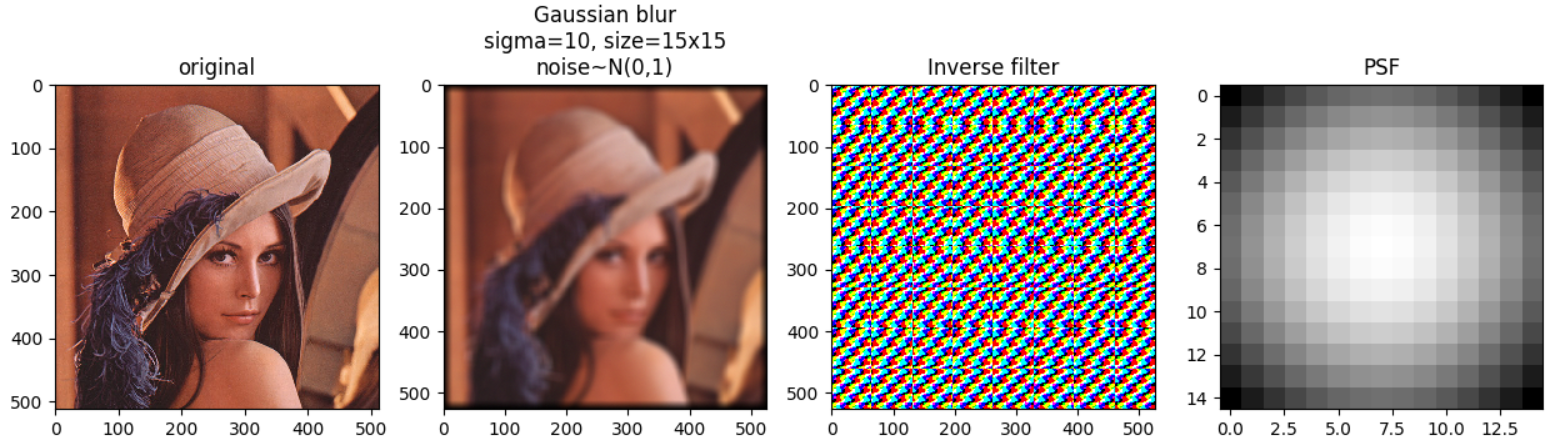 original
0
100
200
300
400
500
0 100 200 300 400 500
Gaussian blur
sigma=10, size=15x15
noise~N(0,1)
0
100
200
300
400
500
0 100 200 300 400 500
Inverse filter
0
100
200
300
400
500
0 100 200 300 400 500
PSF
0
2
4
6
8
10
12
14
0.0 2.5 5.0 7.5 10.0 12.5